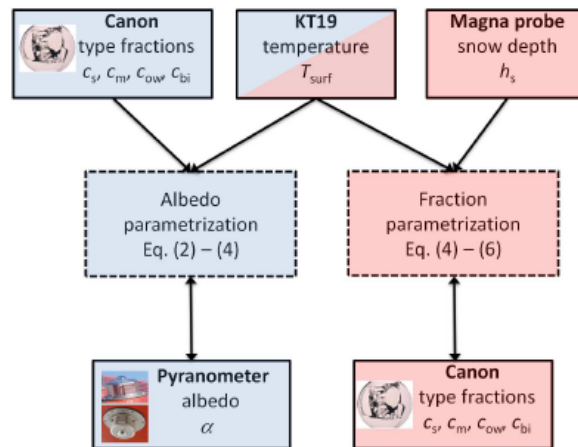 Canon
type fractions
cs, cm, cow, cbi
KT19
temperature
Tsurf
Magna probe
snow depth
hs
Albedo
parametrization
Eq. (2) – (4)
Fraction
parametrization
Eq. (4) – (6)
Pyranometer
albedo
α
Canon
type fractions
cs, cm, cow, cbi